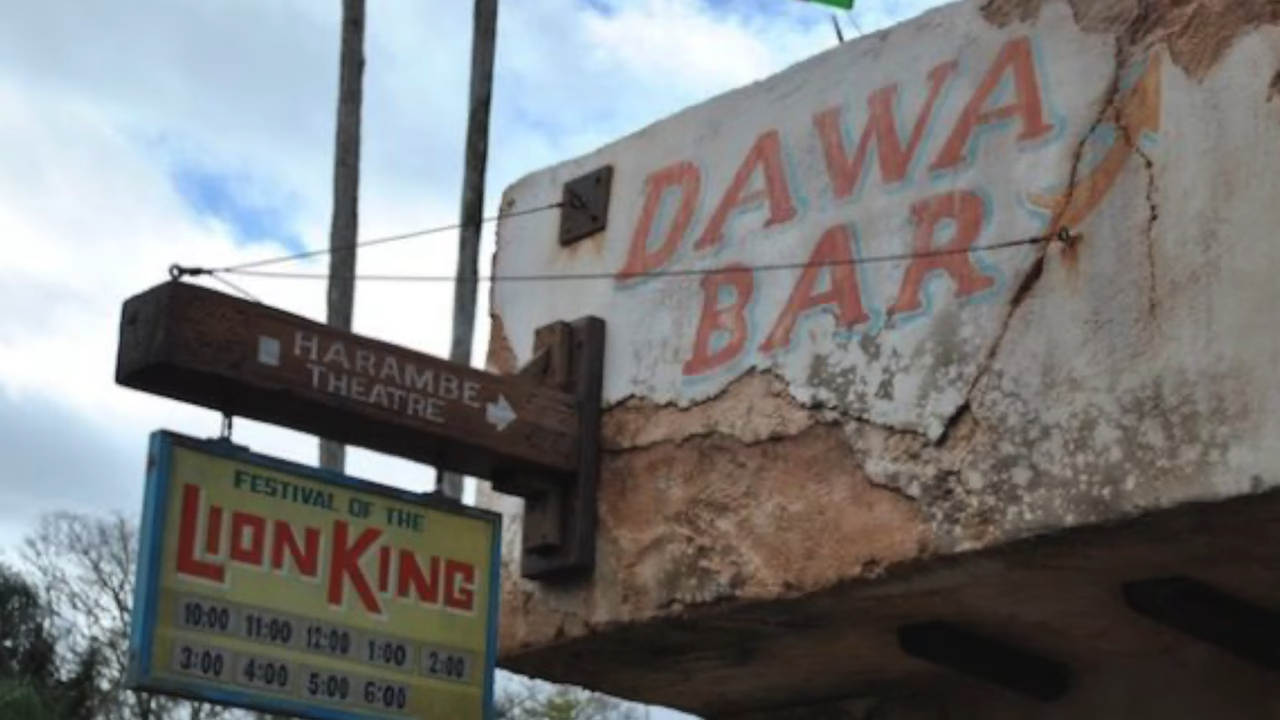 DAWA
BAR
HARAMBE
THEATRE
FESTIVAL OF THE
LION KING
10:00 11:00 12:00 1:00 2:00
3:00 4:00 5:00 6:00